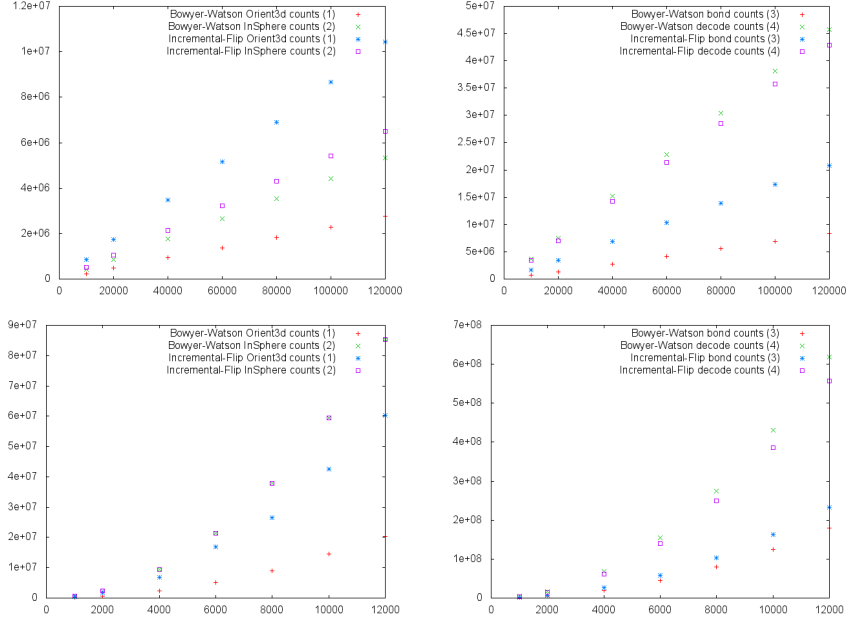 Bowyer-Watson Orient3d counts (1)
Bowyer-Watson InSphere counts (2)
Incremental-Flip Orient3d counts (1)
Incremental-Flip InSphere counts (2)
1.2e+07
1e+07
8e+06
6e+06
4e+06
2e+06
0
0 20000 40000 60000 80000 100000 120000
Bowyer-Watson bond counts (3)
Bowyer-Watson decode counts (4)
Incremental-Flip bond counts (3)
Incremental-Flip decode counts (4)
5e+07
4.5e+07
4e+07
3.5e+07
3e+07
2.5e+07
2e+07
1.5e+07
1e+07
5e+06
0
0 20000 40000 60000 80000 100000 120000
Bowyer-Watson Orient3d counts (1)
Bowyer-Watson InSphere counts (2)
Incremental-Flip Orient3d counts (1)
Incremental-Flip InSphere counts (2)
9e+07
8e+07
7e+07
6e+07
5e+07
4e+07
3e+07
2e+07
1e+07
0
0 2000 4000 6000 8000 10000 12000
Bowyer-Watson bond counts (3)
Bowyer-Watson decode counts (4)
Incremental-Flip bond counts (3)
Incremental-Flip decode counts (4)
7e+08
6e+08
5e+08
4e+08
3e+08
2e+08
1e+08
0
0 2000 4000 6000 8000 10000 12000